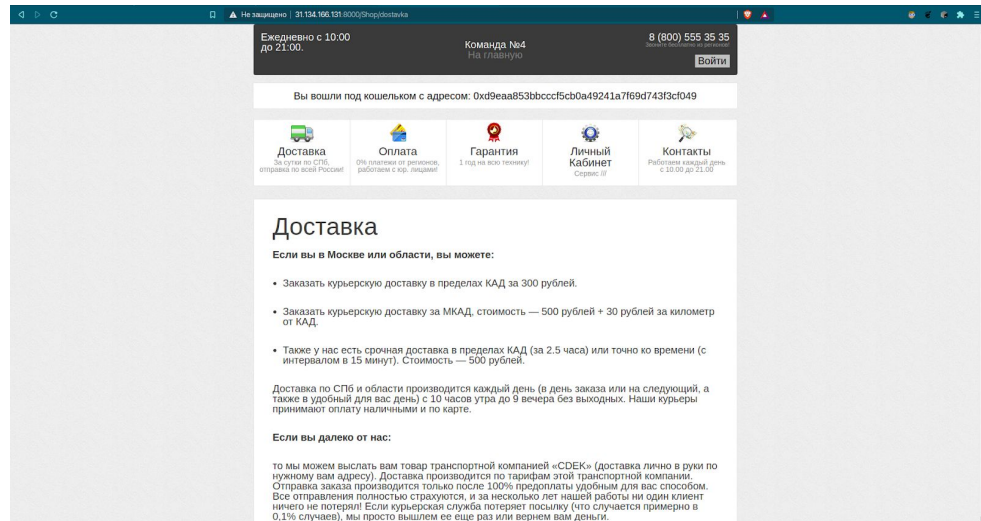 Не защищено | 31.134.166.131:8000/Shop/dostavka
Ежедневно с 10:00
до 21:00.
Команда №4
На главную
8 (800) 555 35 35
Звоните бесплатно из регионов!
Войти
Вы вошли под кошельком с адресом: 0xd9eaa853bbcccf5cb0a49241a7f69d743f3cf049
Доставка
За сутки по СПб,
отправка по всей России!
Оплата
0% платежи от регионов,
работаем с юр. лицами!
Гарантия
1 год на всю технику!
Личный
Кабинет
Сервис ///
Контакты
Работаем каждый день
с 10:00 до 21:00
Доставка
Если вы в Москве или области, вы можете:
• Заказать курьерскую доставку в пределах КАД за 300 рублей.
• Заказать курьерскую доставку за МКАД, стоимость — 500 рублей + 30 рублей за километр
от КАД.
• Также у нас есть срочная доставка в пределах КАД (за 2.5 часа) или точно ко времени (с
интервалом в 15 минут). Стоимость — 500 рублей.
Доставка по СПб и области производится каждый день (в день заказа или на следующий, а
также в удобный для вас день) с 10 часов утра до 9 вечера без выходных. Наши курьеры
принимают оплату наличными и по карте.
Если вы далеко от нас:
то мы можем выслать вам товар транспортной компанией «CDEK» (доставка лично в руки по
нужному вам адресу). Доставка производится по тарифам этой транспортной компании.
Отправка заказа производится только после 100% предоплаты удобным для вас способом.
Все отправления полностью страхуются, и за несколько лет нашей работы ни один клиент
ничего не потерял! Если курьерская служба потеряет посылку (что случается примерно в
0,1% случаев), мы просто вышлем ее еще раз или вернем вам деньги.